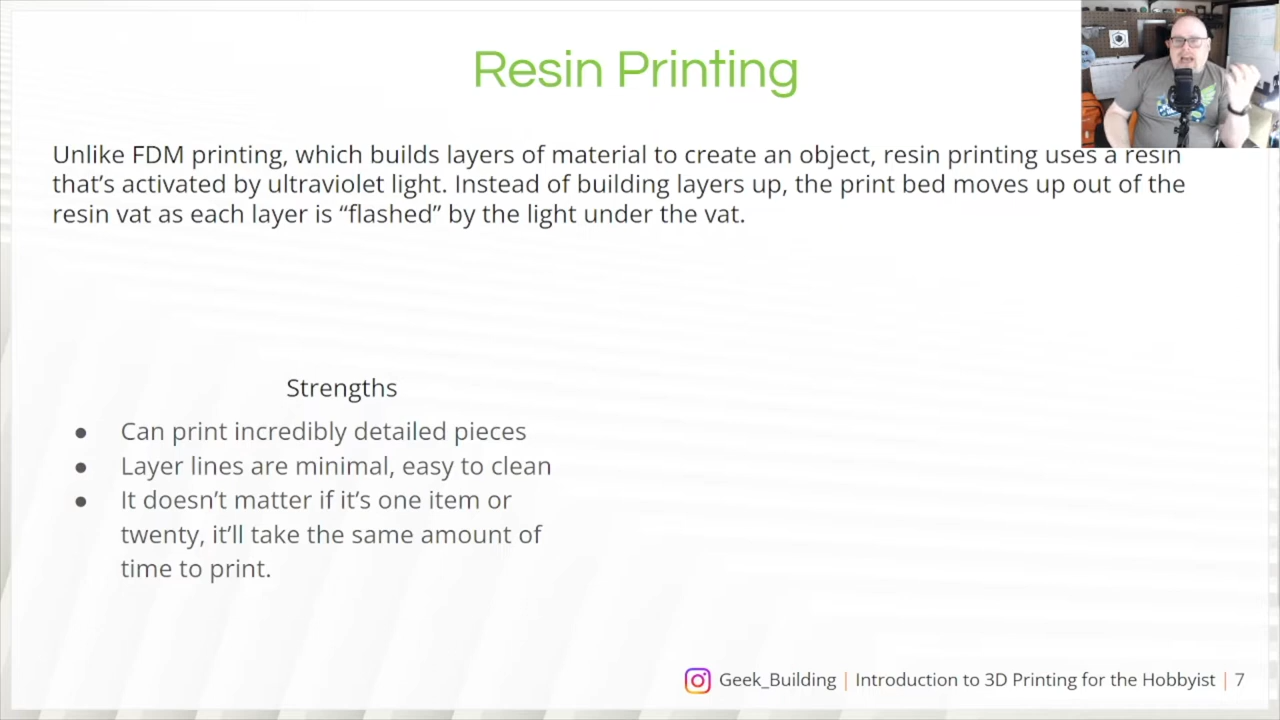 Resin Printing
Unlike FDM printing, which builds layers of material to create an object, resin printing uses a resin
that's activated by ultraviolet light. Instead of building layers up, the print bed moves up out of the
resin vat as each layer is “flashed” by the light under the vat.
Strengths
● Can print incredibly detailed pieces
● Layer lines are minimal, easy to clean
● It doesn’t matter if it’s one item or
twenty, it’ll take the same amount of
time to print.
Geek_Building | Introduction to 3D Printing for the Hobbyist | 7